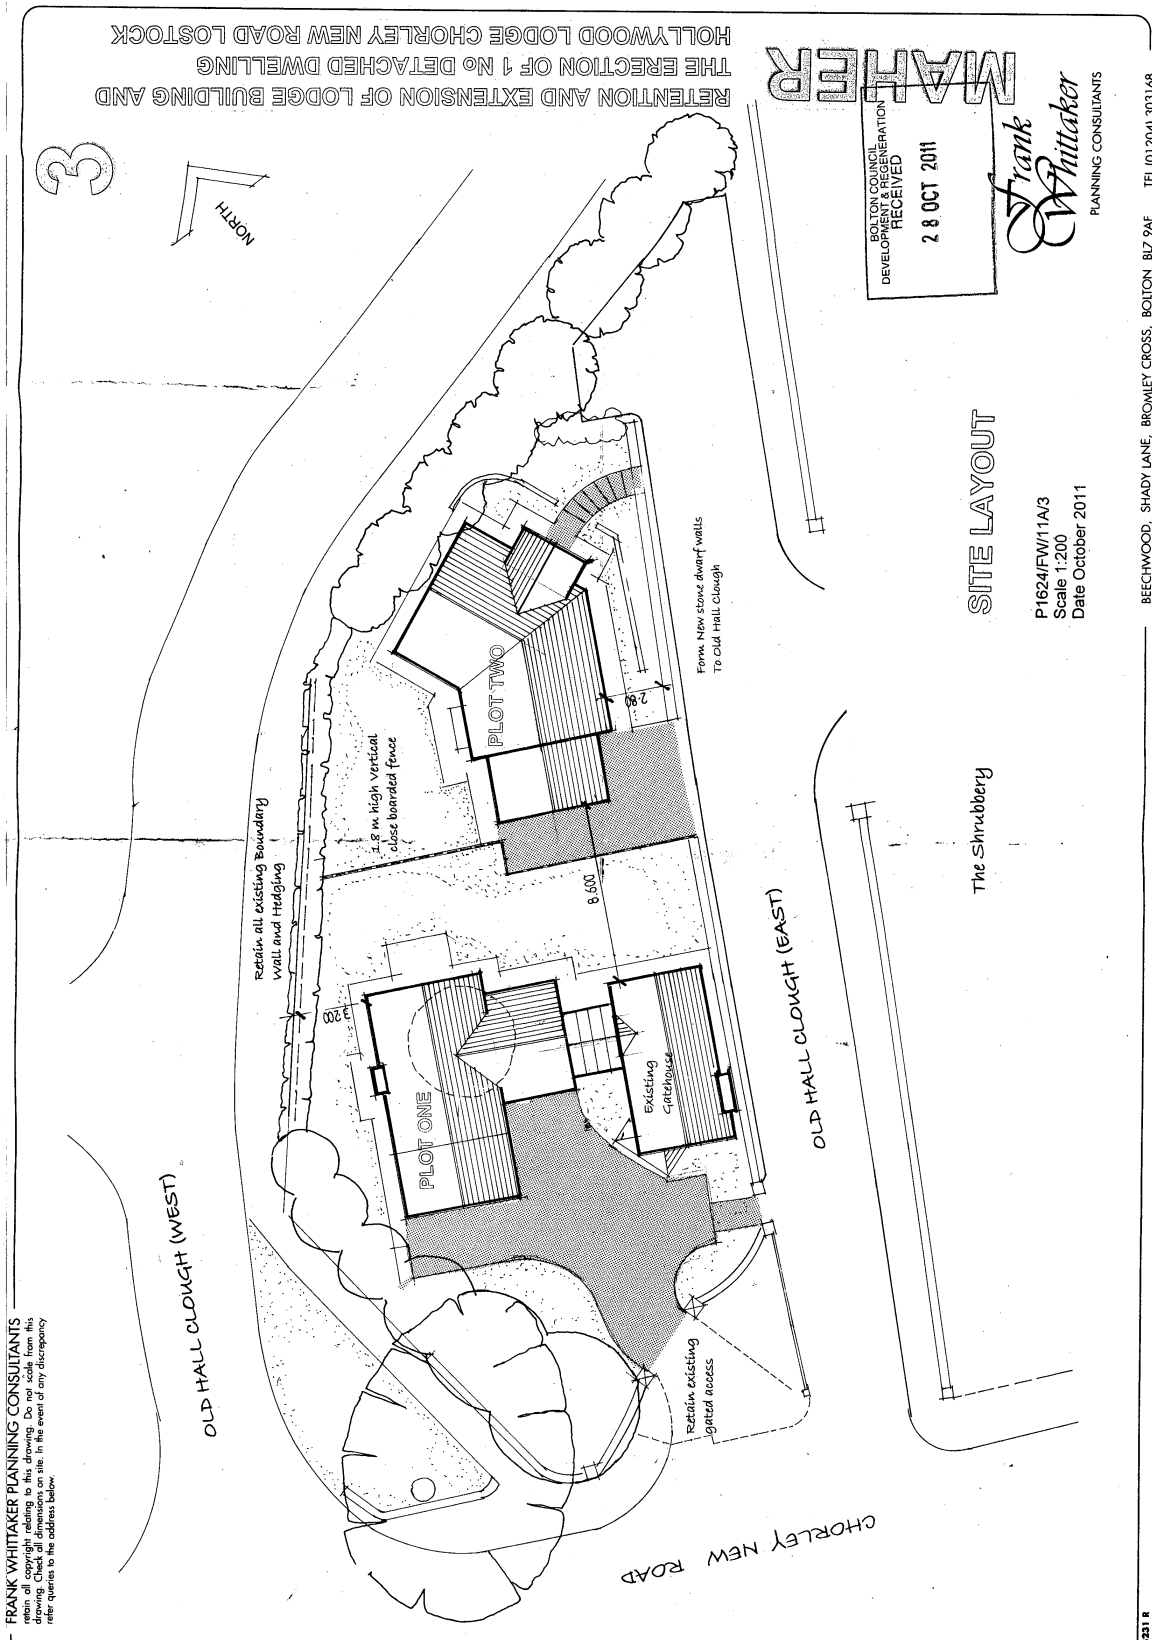 FRANK WHITTAKER PLANNING CONSULTANTS
retain all copyright relating to this drawing. Do not scale from this
drawing. Check all dimensions on site. In the event of any discrepancy
refer queries to the address below.
RETENTION AND EXTENSION OF LODGE BUILDING AND
THE ERECTION OF 1 No DETACHED DWELLING
HOLLYWOOD LODGE CHORLEY NEW ROAD LOSTOCK
MAHER
3
NORTH
BOLTON COUNCIL
DEVELOPMENT & REGENERATION
RECEIVED
28 OCT 2011
Frank
Whittaker
PLANNING CONSULTANTS
OLD HALL CLOUGH (WEST)
Retain all existing Boundary
Wall and Hedging
1.8 m high Vertical
close boarded fence
PLOT TWO
2.80
Form New stone dwarf walls
To Old Hall Clough
8.600
PLOT ONE
Existing
Gatehouse
Retain existing
gated access
OLD HALL CLOUGH (EAST)
CHORLEY NEW ROAD
The Shrubbery
SITE LAYOUT
P1624/FW/11A/3
Scale 1:200
Date October 2011
BEECHWOOD, SHADY LANE, BROMLEY CROSS, BOLTON BL7 9AF TEL(01204) 303168
231 R